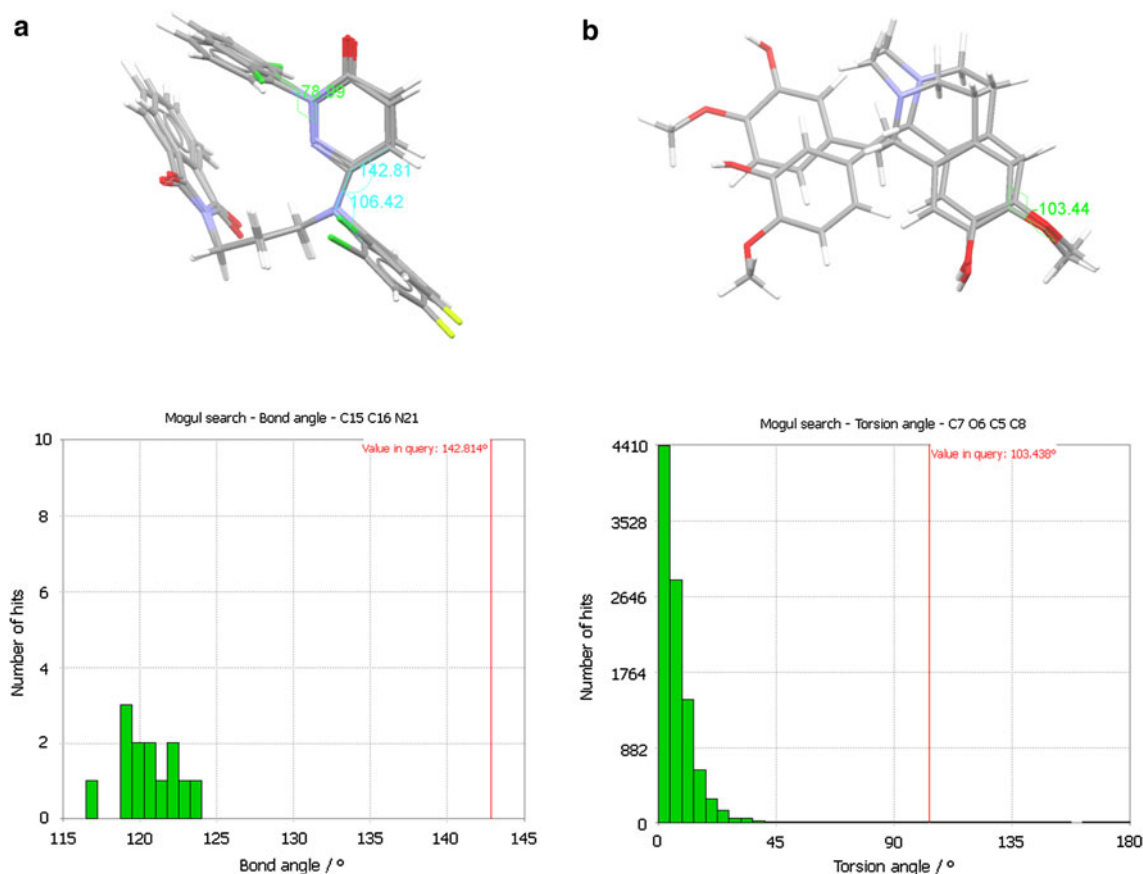 a
78.99
142.81
106.42
b
-103.44
Mogul search - Bond angle - C15 C16 N21
Value in query: 142.814º
10
8
6
4
2
0
Number of hits
115
120
125
130
135
140
145
Bond angle / º
Mogul search - Torsion angle - C7 O6 C5 C8
Value in query: 103.438º
4410
3528
2646
1764
882
0
Number of hits
0
45
90
135
180
Torsion angle / º